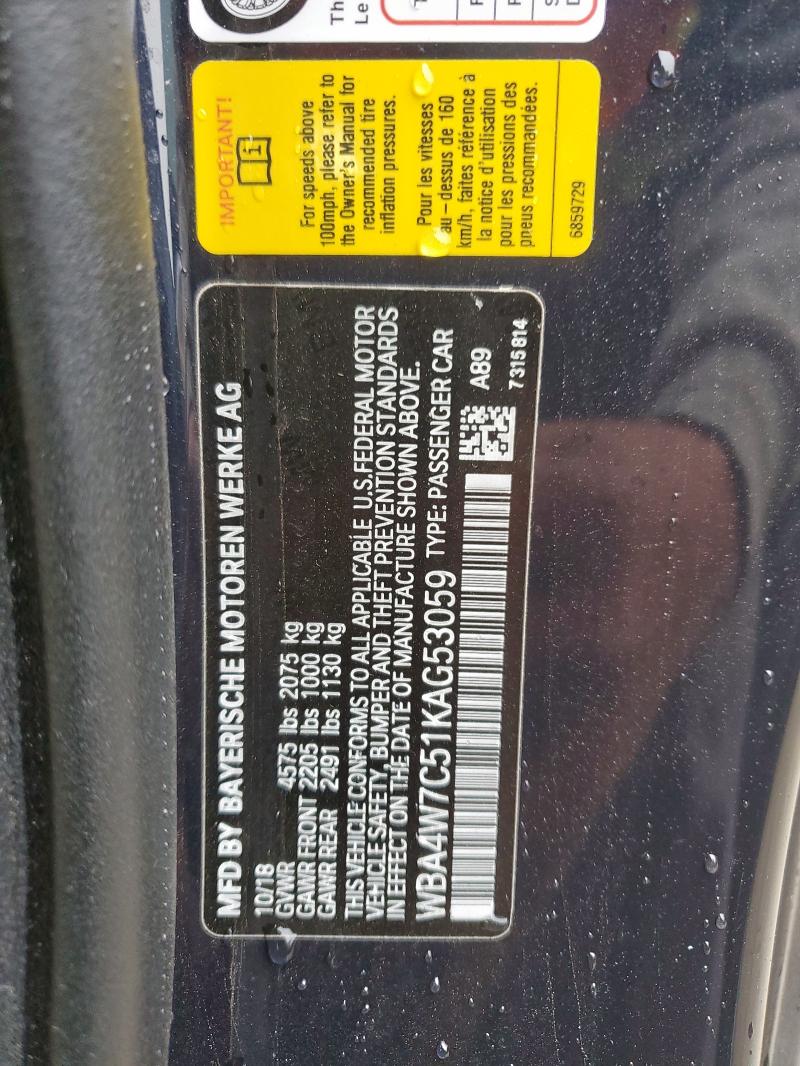 Th
Le
IMPORTANT!
For speeds above
100mph, please refer to
the Owner's Manual for
recommended tire
inflation pressures.
Pour les vitesses
au-dessus de 160
km/h, faites référence à
la notice d'utilisation
pour les pressions des
pneus recommandées.
6859729
MFD BY BAYERISCHE MOTOREN WERKE AG
10/18
GVWR 4575 lbs 2075 kg
GAWR FRONT 2205 lbs 1000 kg
GAWR REAR 2491 lbs 1130 kg
THIS VEHICLE CONFORMS TO ALL APPLICABLE U.S. FEDERAL MOTOR
VEHICLE SAFETY, BUMPER AND THEFT PREVENTION STANDARDS
IN EFFECT ON THE DATE OF MANUFACTURE SHOWN ABOVE.
WBA4W7C51KAG53059 TYPE: PASSENGER CAR
A89
7315814